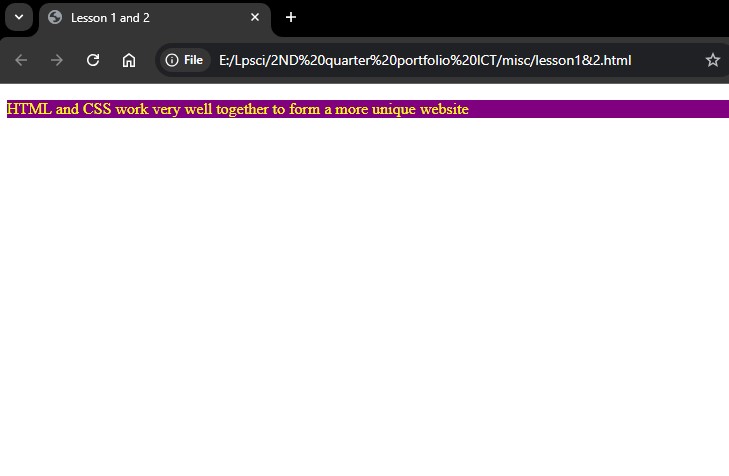 Lesson 1 and 2
File
E:/Lpsci/2ND%20quarter%20portfolio%20ICT/misc/lesson1&2.html
HTML and CSS work very well together to form a more unique website